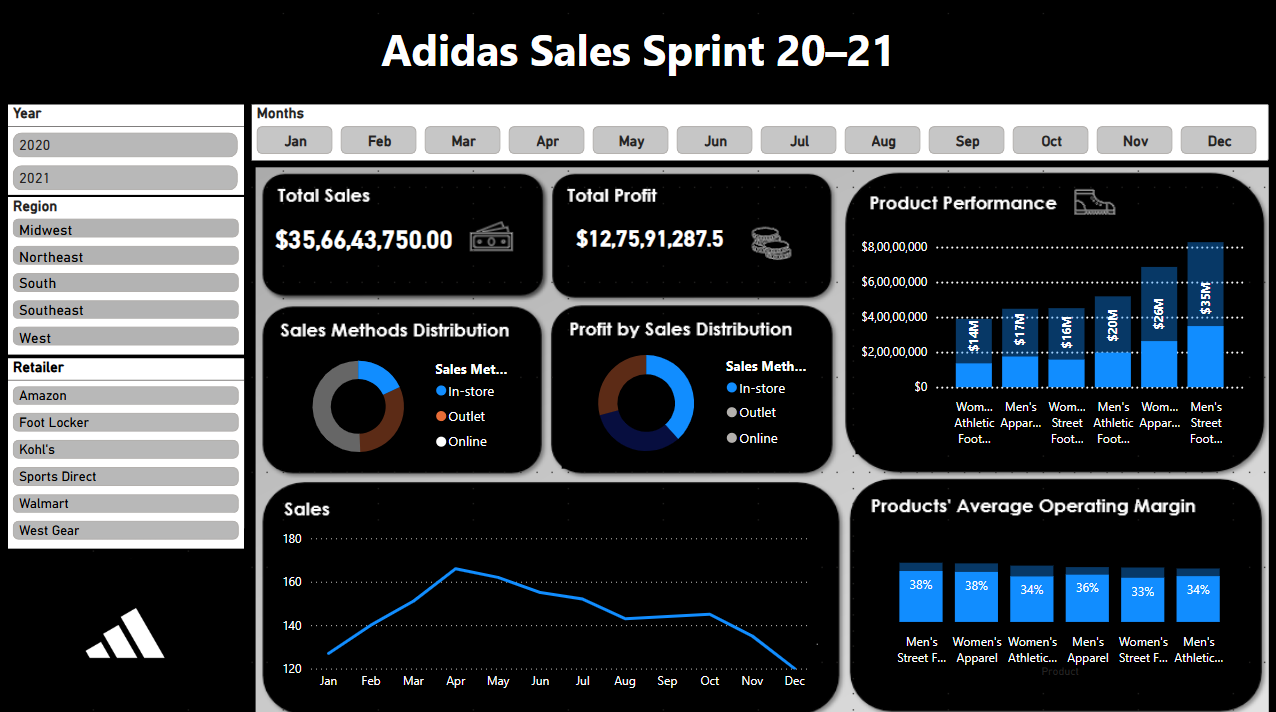 Adidas Sales Sprint 20–21
Year
2020
2021
Region
Midwest
Northeast
South
Southeast
West
Retailer
Amazon
Foot Locker
Kohl's
Sports Direct
Walmart
West Gear
Months
Jan Feb Mar Apr May Jun Jul Aug Sep Oct Nov Dec
Total Sales
$35,66,43,750.00
Total Profit
$12,75,91,287.5
Product Performance
$8,00,00,000
$6,00,00,000
$4,00,00,000
$2,00,00,000
$0
$14M $17M $16M $20M $26M $35M
Wom... Men's Wom... Men's Wom... Men's
Athletic Appar... Street Athletic Appar... Street
Foot... Foot... Foot... Foot...
Sales Methods Distribution
Sales Met...
In-store
Outlet
Online
Profit by Sales Distribution
Sales Meth...
In-store
Outlet
Online
Sales
180
160
140
120
Jan Feb Mar Apr May Jun Jul Aug Sep Oct Nov Dec
Products' Average Operating Margin
38% 38% 34% 36% 33% 34%
Men's Women's Women's Men's Women's Men's
Street F... Apparel Athletic... Apparel Street F... Athletic...
Product